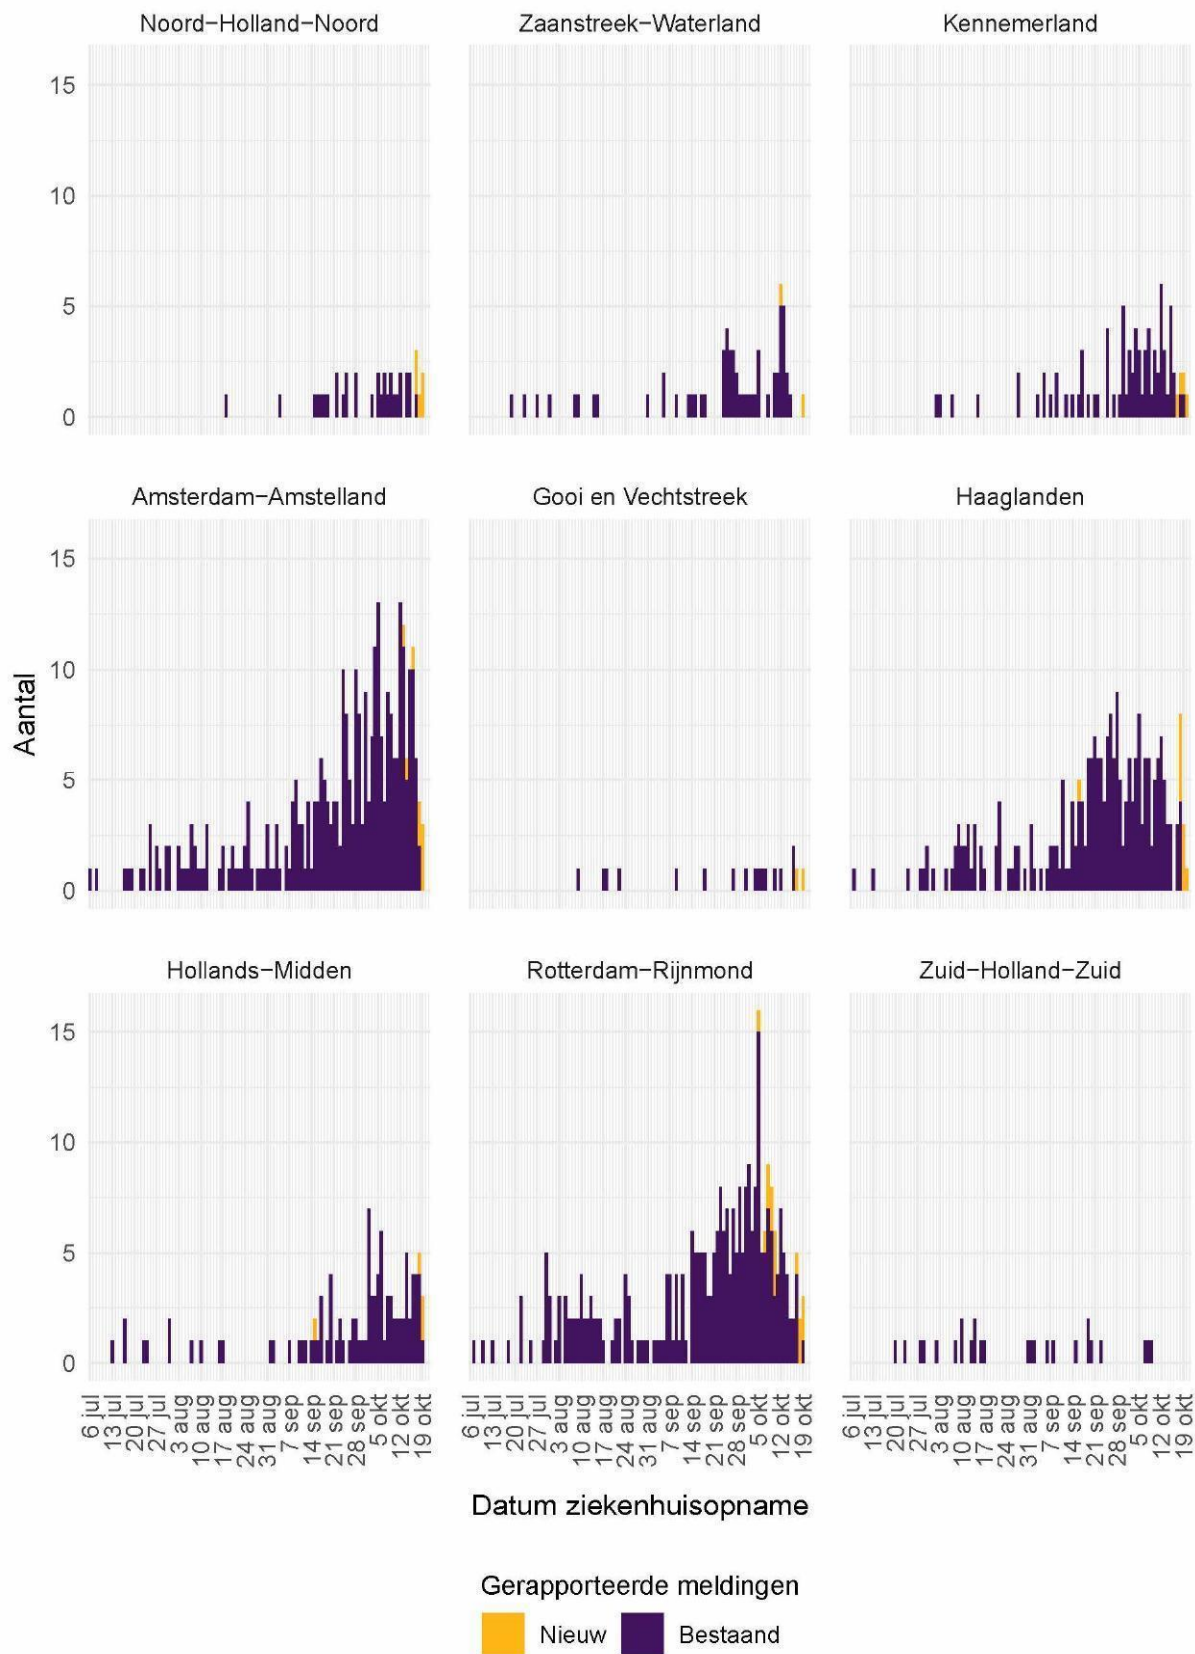 Noord−Holland−Noord Zaanstreek−Waterland Kennemerland
15
10
5
0
Amsterdam−Amstelland Gooi en Vechtstreek Haaglanden
15
10
5
0
Aantal
Hollands−Midden Rotterdam−Rijnmond Zuid−Holland−Zuid
15
10
5
0
6 jul 13 jul 20 jul 27 jul 3 aug 10 aug 17 aug 24 aug 31 aug 7 sep 14 sep 21 sep 28 sep 5 okt 12 okt 19 okt
6 jul 13 jul 20 jul 27 jul 3 aug 10 aug 17 aug 24 aug 31 aug 7 sep 14 sep 21 sep 28 sep 5 okt 12 okt 19 okt
6 jul 13 jul 20 jul 27 jul 3 aug 10 aug 17 aug 24 aug 31 aug 7 sep 14 sep 21 sep 28 sep 5 okt 12 okt 19 okt
Datum ziekenhuisopname
Gerapporteerde meldingen
Nieuw Bestaand